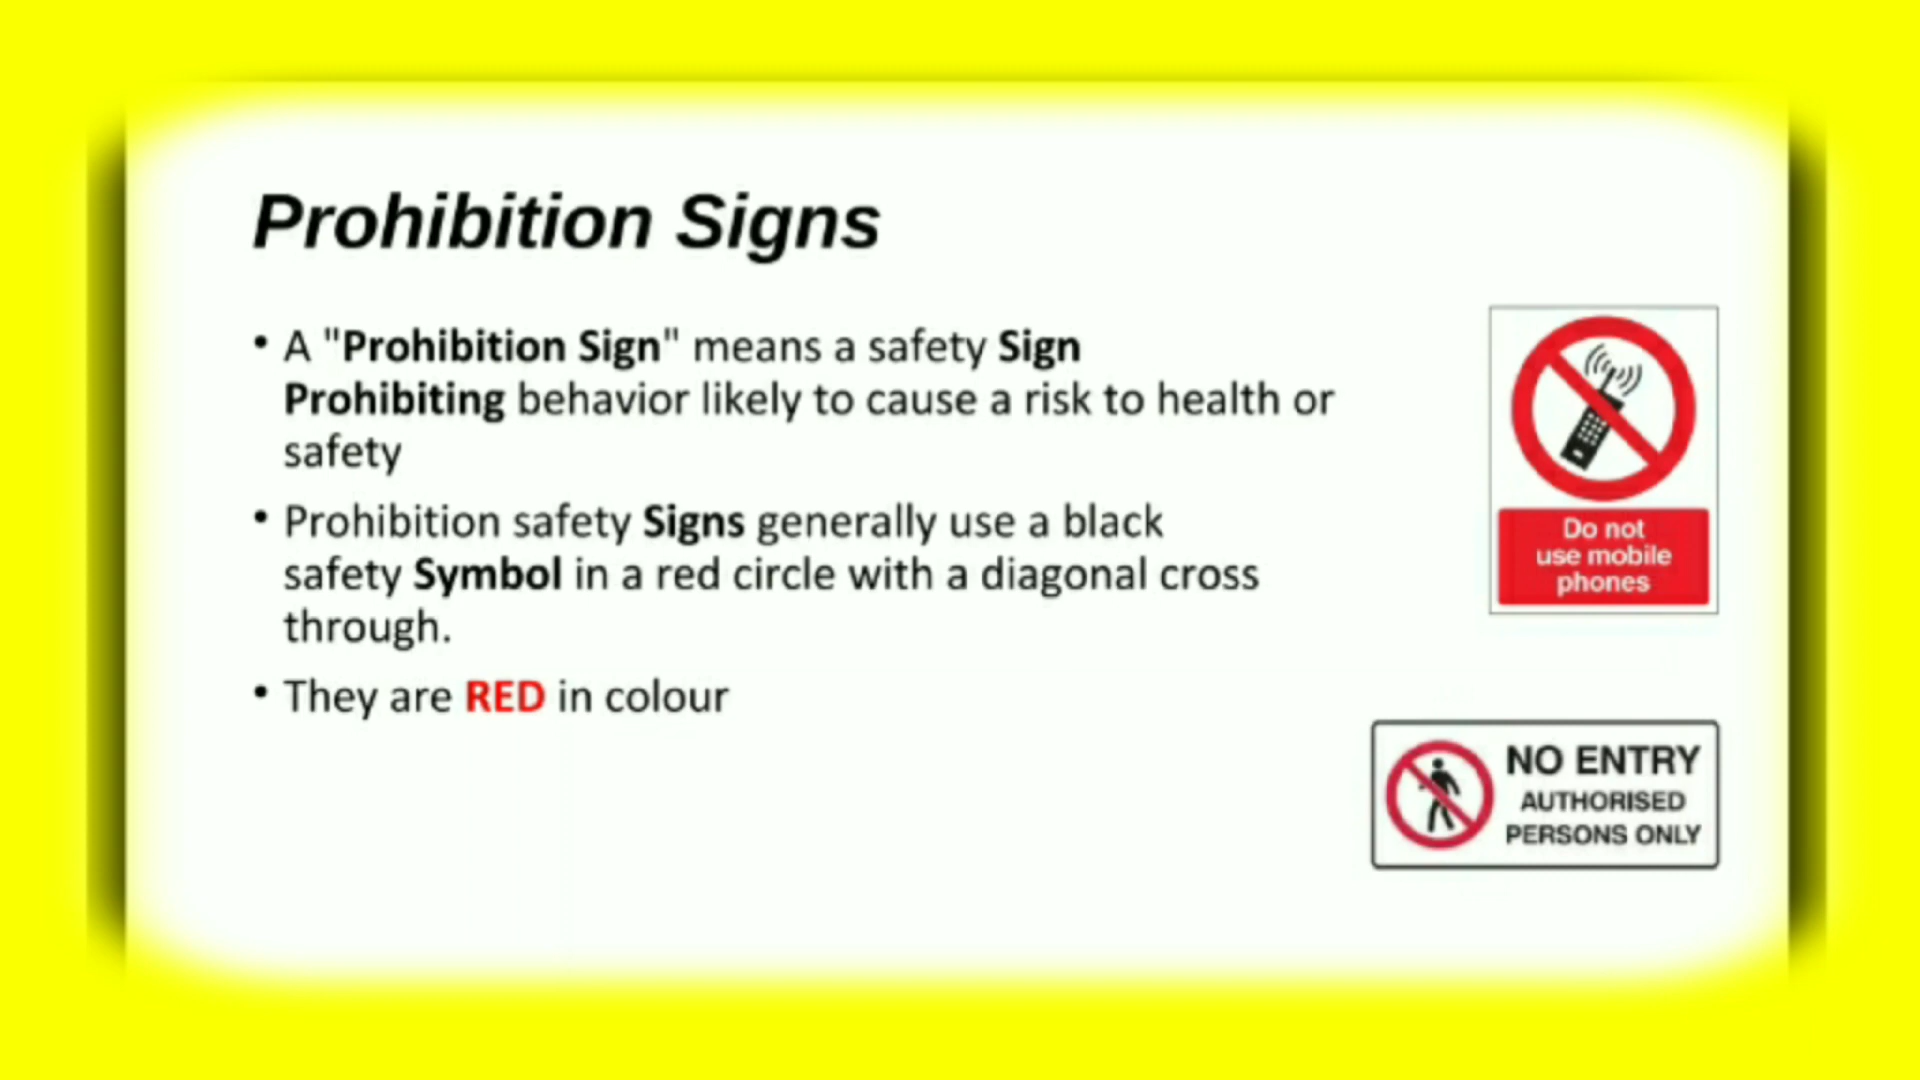 Prohibition Signs
• A "Prohibition Sign" means a safety Sign
Prohibiting behavior likely to cause a risk to health or
safety
• Prohibition safety Signs generally use a black
safety Symbol in a red circle with a diagonal cross
through.
• They are RED in colour
Do not
use mobile
phones
NO ENTRY
AUTHORISED
PERSONS ONLY